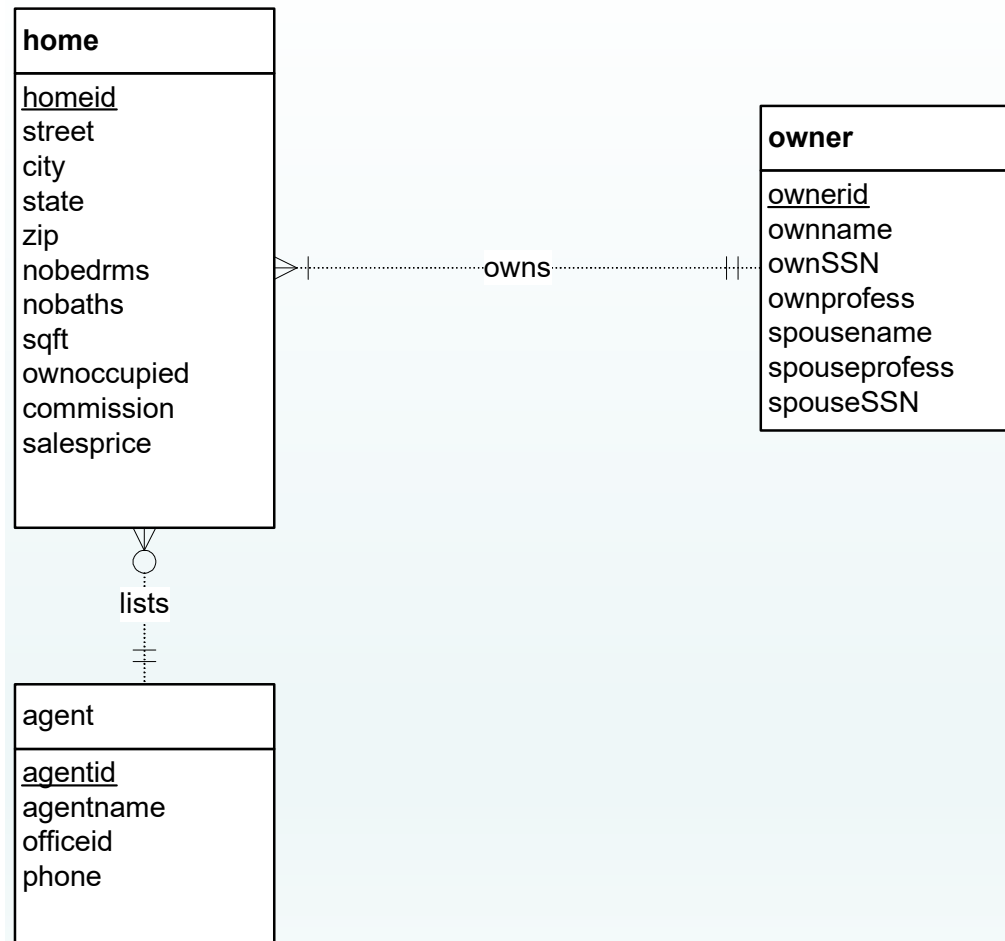 home
homeid
street
city
state
zip
nobedrms
nobaths
sqft
ownoccupied
commission
salesprice
owns
owner
ownerid
ownname
ownSSN
ownprofess
spousename
spouseprofess
spouseSSN
lists
agent
agentid
agentname
officeid
phone